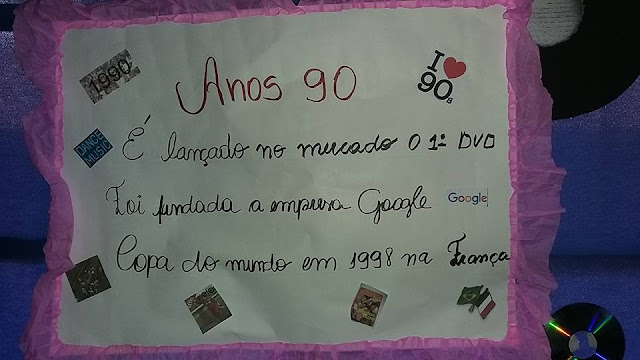 1990
I ❤ 90s
Anos 90
DANCE MUSIC
É lançado no mercado o 1º DVD
Foi fundada a empresa Google Google
Copa do mundo em 1998 na França